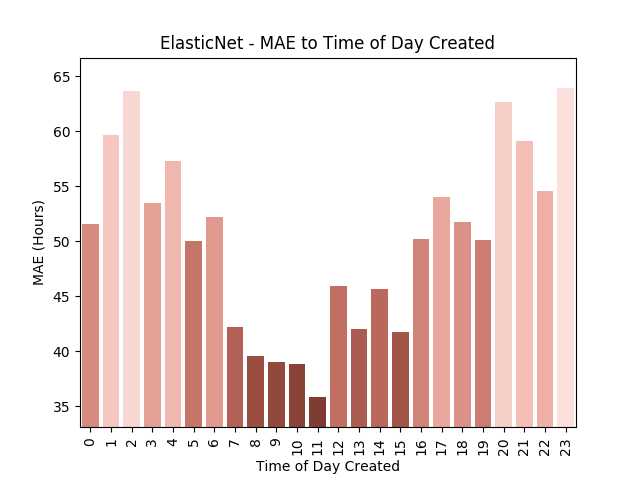 ElasticNet - MAE to Time of Day Created
MAE (Hours)
65
60
55
50
45
40
35
0 1 2 3 4 5 6 7 8 9 10 11 12 13 14 15 16 17 18 19 20 21 22 23
Time of Day Created